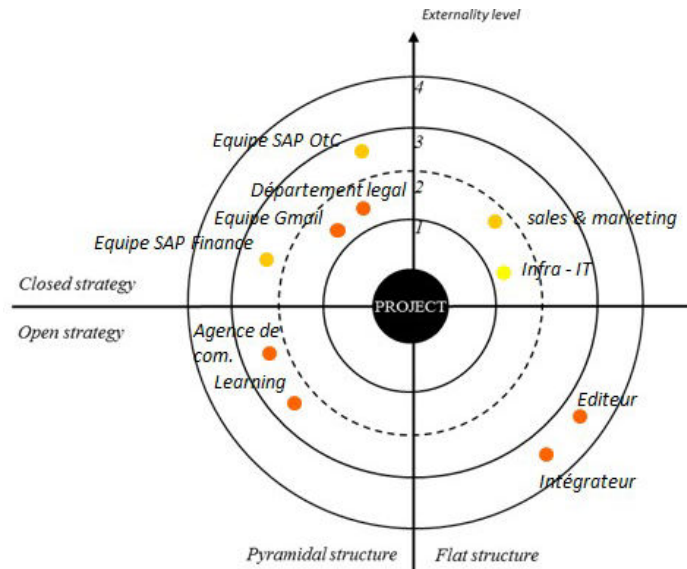 Externality level
4
Equipe SAP OtC
3
Département legal
2
Equipe Gmail
sales & marketing
1
Equipe SAP Finance
Infra - IT
Closed strategy
PROJECT
Open strategy
Agence de
com.
Learning
Editeur
Intégrateur
Pyramidal structure
Flat structure